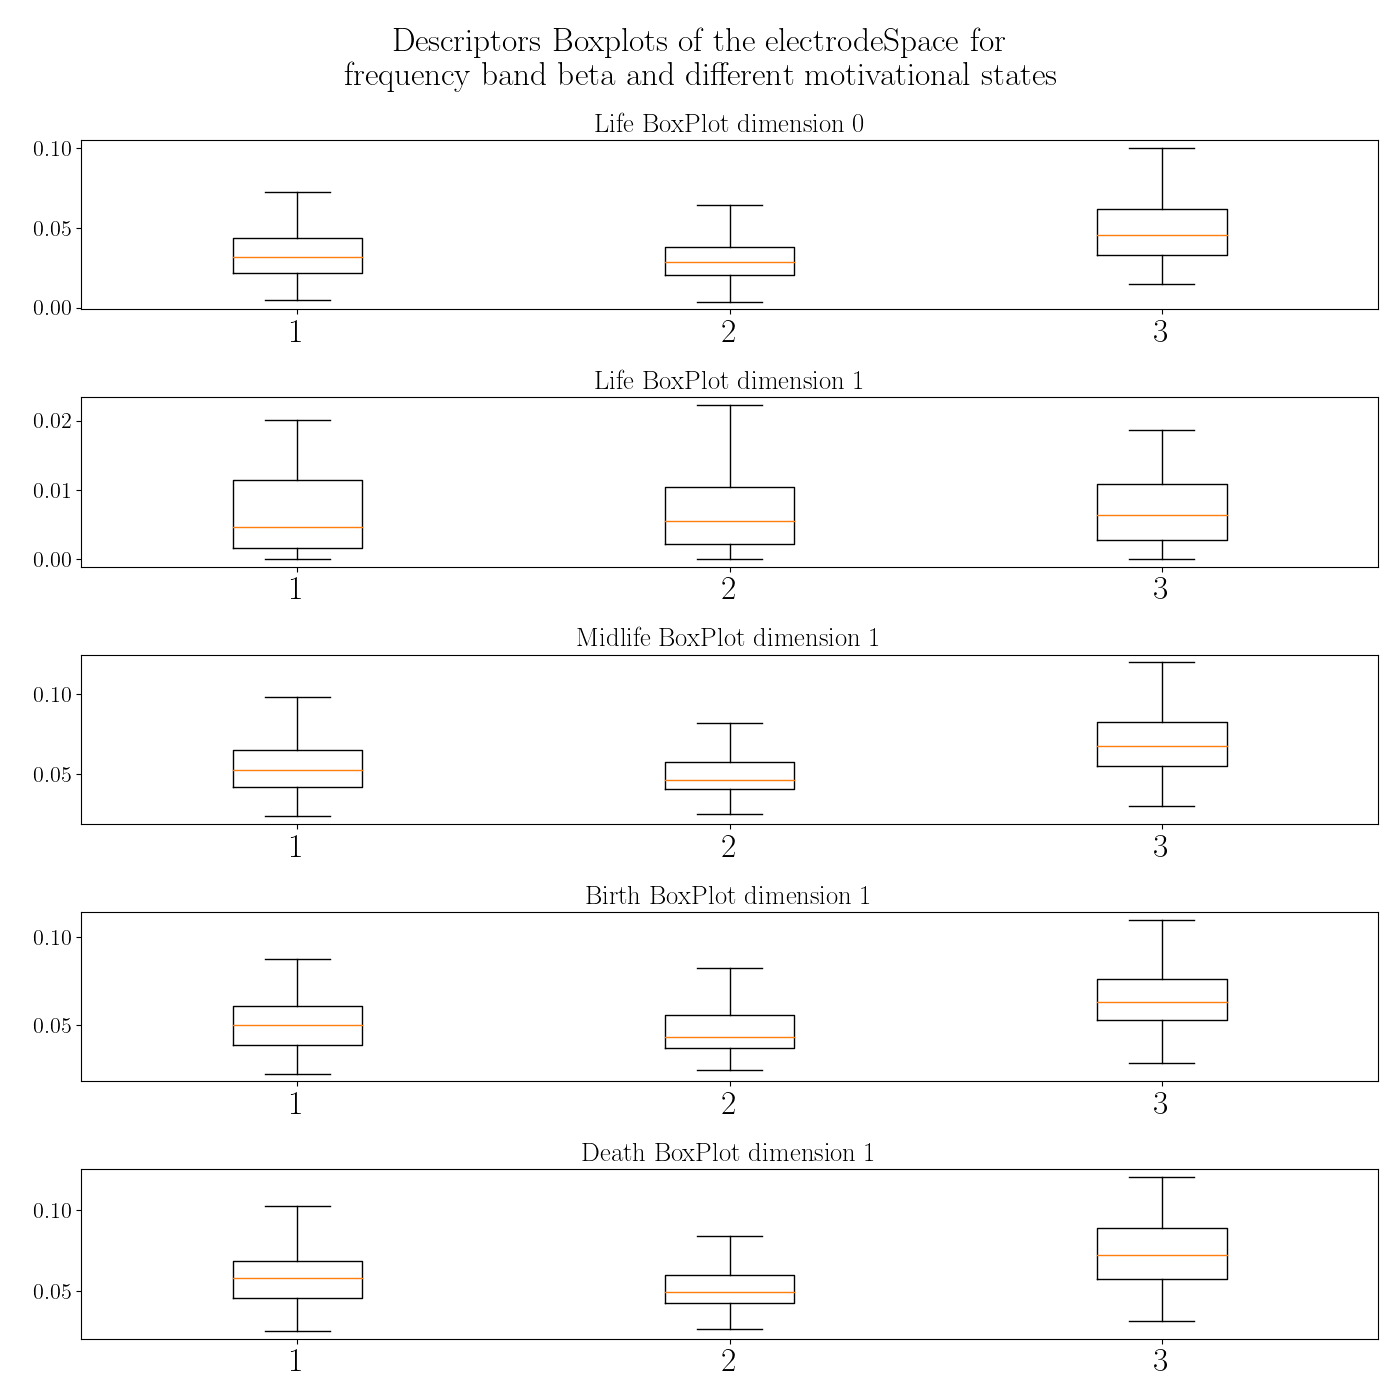 Descriptors Boxplots of the electrodeSpace for
frequency band beta and different motivational states
Life BoxPlot dimension 0
0.10
0.05
0.00
1 2 3
Life BoxPlot dimension 1
0.02
0.01
0.00
1 2 3
Midlife BoxPlot dimension 1
0.10
0.05
1 2 3
Birth BoxPlot dimension 1
0.10
0.05
1 2 3
Death BoxPlot dimension 1
0.10
0.05
1 2 3